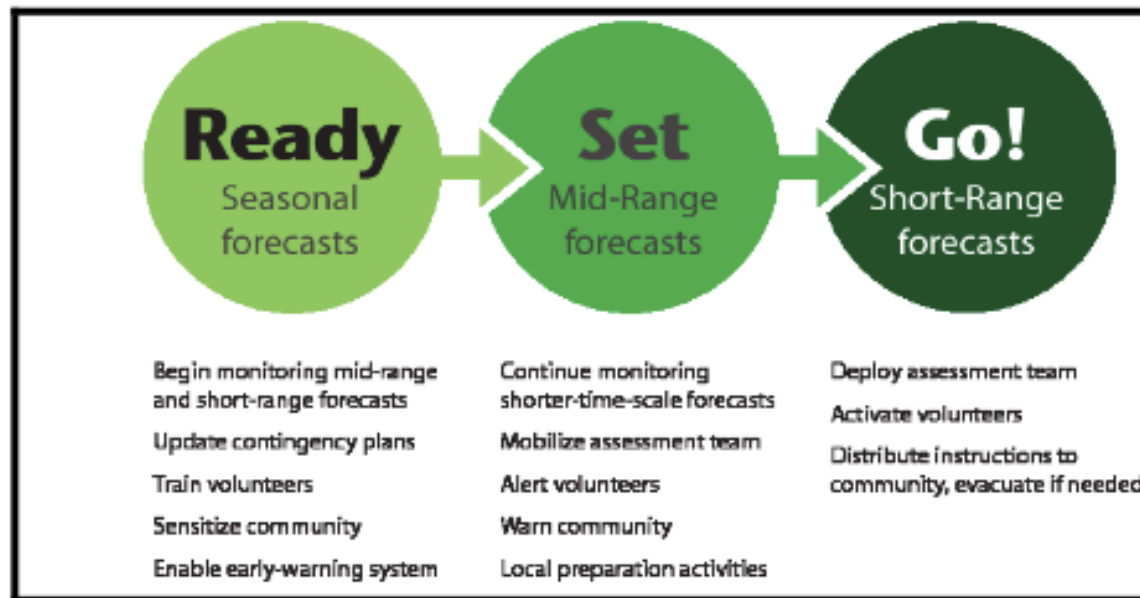 Ready
Seasonal
forecasts
Set
Mid-Range
forecasts
Go!
Short-Range
forecasts
Begin monitoring mid-range
and short-range forecasts
Update contingency plans
Train volunteers
Sensitize community
Enable early-warning system
Continue monitoring
shorter-time-scale forecasts
Mobilize assessment team
Alert volunteers
Warn community
Local preparation activities
Deploy assessment team
Activate volunteers
Distribute instructions to
community, evacuate if needed